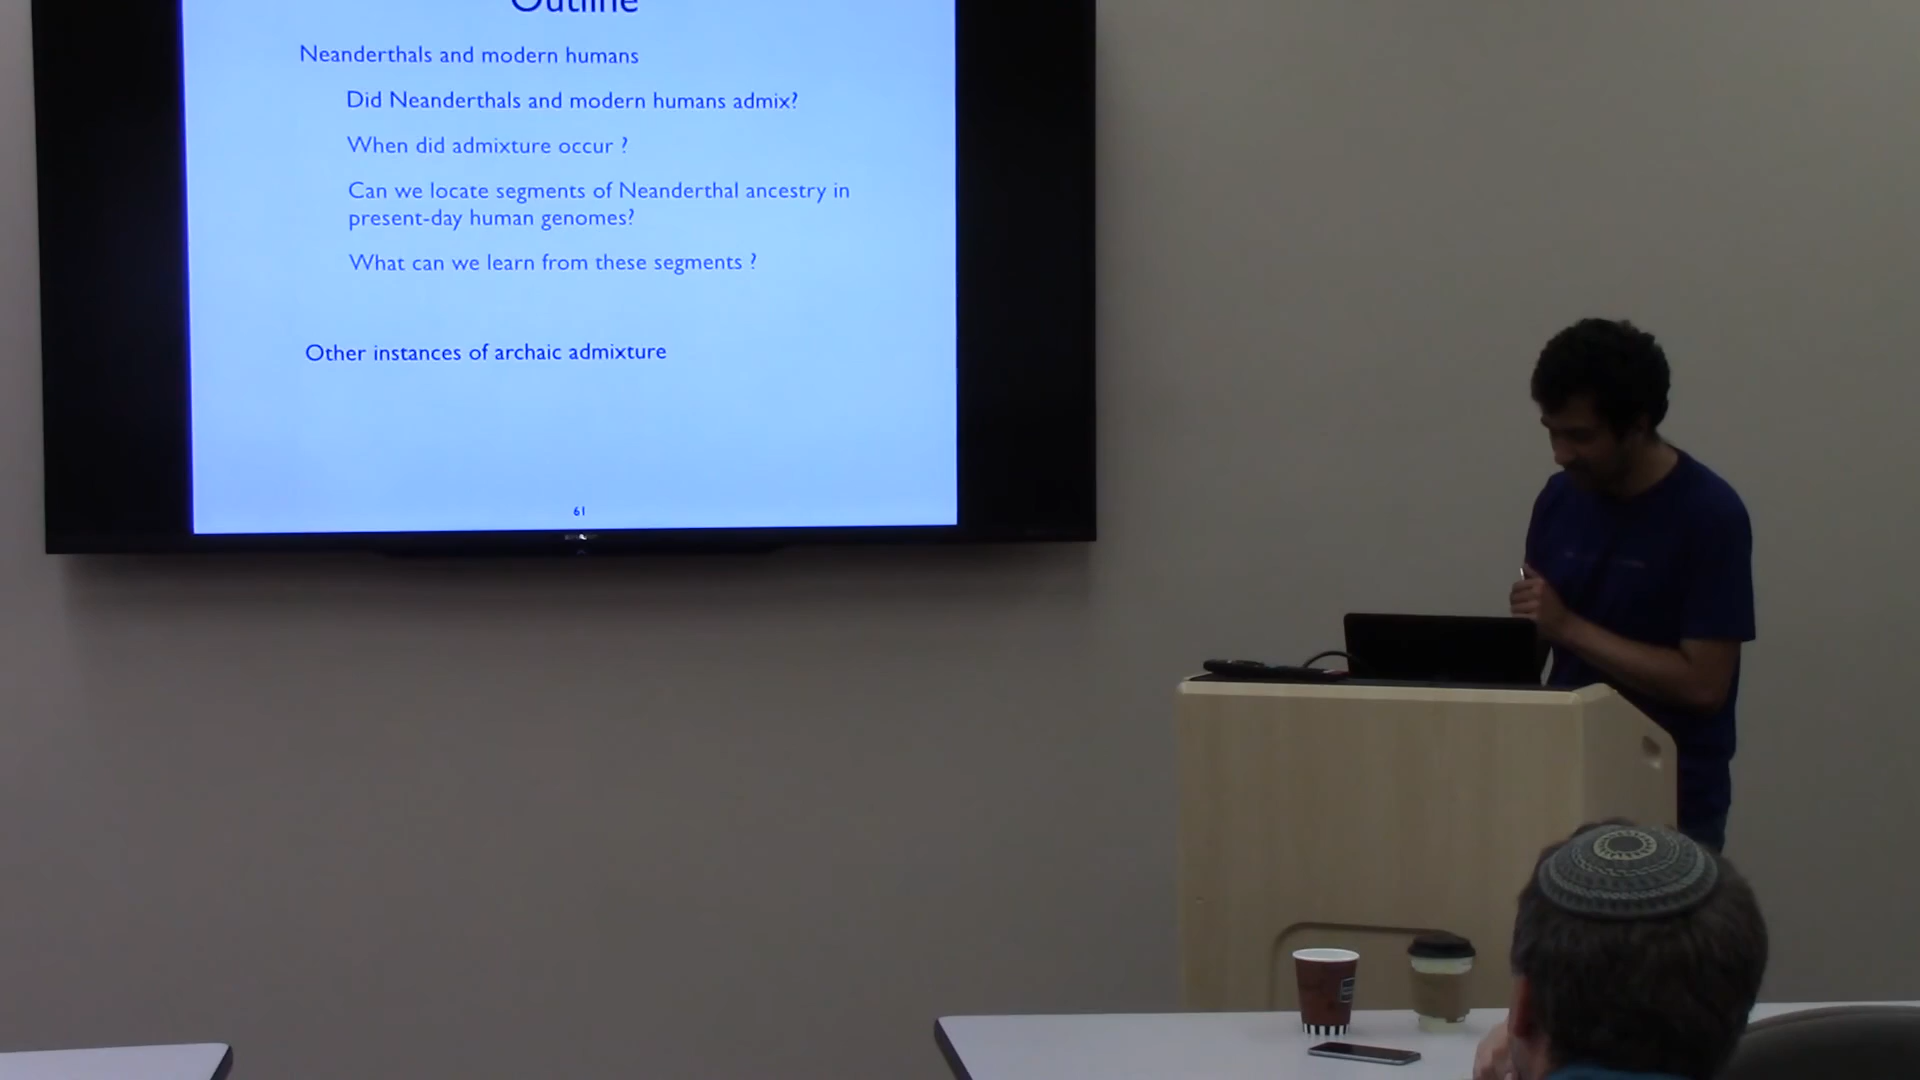 Outline
Neanderthals and modern humans
Did Neanderthals and modern humans admix?
When did admixture occur ?
Can we locate segments of Neanderthal ancestry in
present-day human genomes?
What can we learn from these segments ?
Other instances of archaic admixture
61